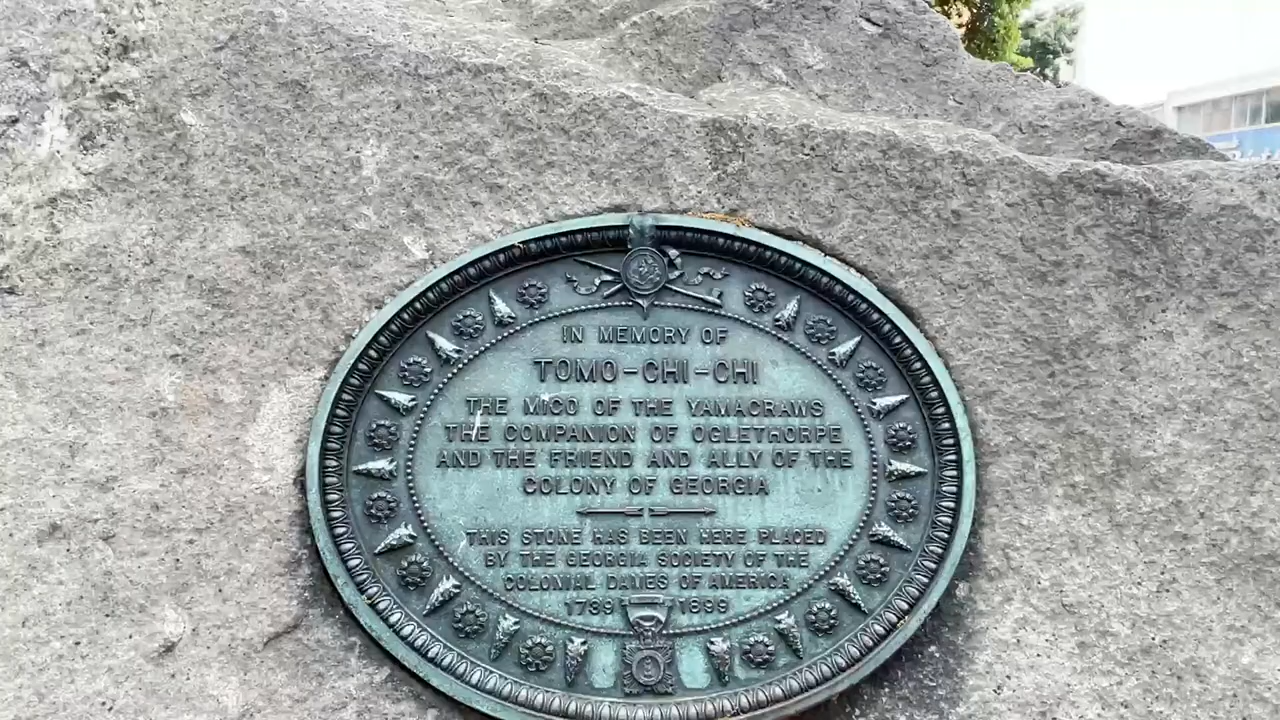 IN MEMORY OF
TOMO-CHI-CHI
THE MICO OF THE YAMACRAWS
THE COMPANION OF OGLETHORPE
AND THE FRIEND AND ALLY OF THE
COLONY OF GEORGIA
THIS STONE HAS BEEN HERE PLACED
BY THE GEORGIA SOCIETY OF THE
COLONIAL DAMES OF AMERICA
1739 1899